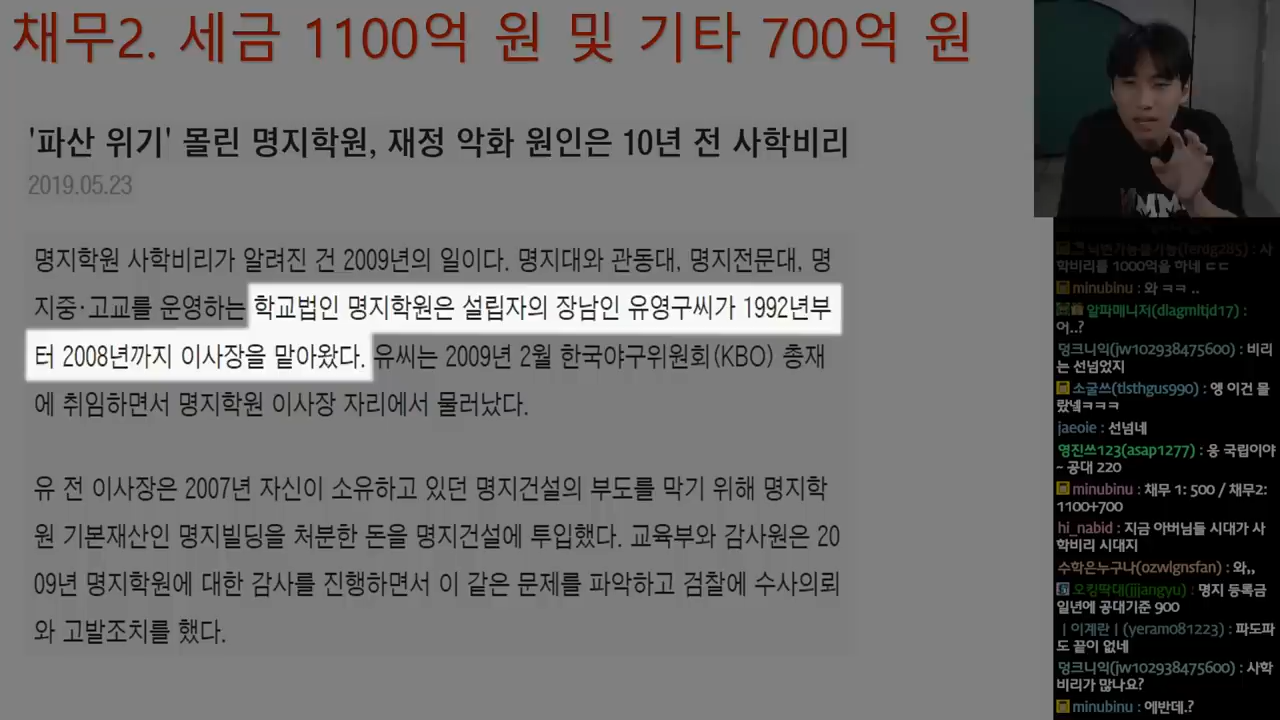 채무2. 세금 1100억 원 및 기타 700억 원
'파산 위기' 몰린 명지학원, 재정 악화 원인은 10년 전 사학비리
2019.05.23
명지학원 사학비리가 알려진 건 2009년의 일이다. 명지대와 관동대, 명지전문대, 명
지중·고교를 운영하는 학교법인 명지학원은 설립자의 장남인 유영구씨가 1992년부
터 2008년까지 이사장을 맡아왔다. 유씨는 2009년 2월 한국야구위원회(KBO) 총재
에 취임하면서 명지학원 이사장 자리에서 물러났다.
유 전 이사장은 2007년 자신이 소유하고 있던 명지건설의 부도를 막기 위해 명지학
원 기본재산인 명지빌딩을 처분한 돈을 명지건설에 투입했다. 교육부와 감사원은 20
09년 명지학원에 대한 감사를 진행하면서 이 같은 문제를 파악하고 검찰에 수사의뢰
와 고발조치를 했다.
닉변가능불가능(ferdg285) : 사
학비리를 1000억을 하네 ㄷㄷ
minubinu : 와 ㅋㅋ ..
알파메니저(dlagmltjd17) :
어..?
덩크니익(jw102938475600) : 비리
는 선넘었지
소굴쓰(tlsthgus990) : 엥 이건 몰
랐넼ㅋㅋㅋ
jaeoie : 선넘네
영진쓰123(asap1277) : 웅 국립이야
~ 공대 220
minubinu : 채무 1: 500 / 채무2:
1100+700
hi_nabid : 지금 아버님들 시대가 사
학비리 시대지
수학은누구나(ozwlgnsfan) : 와,,
오킹딱대(jjjangyu) : 명지 등록금
일년에 공대기준 900
ㅣ이계란ㅣ(yeram081223) : 파도파
도 끝이 없네
덩크니익(jw102938475600) : 사학
비리가 많나요?
minubinu : 에반데.?